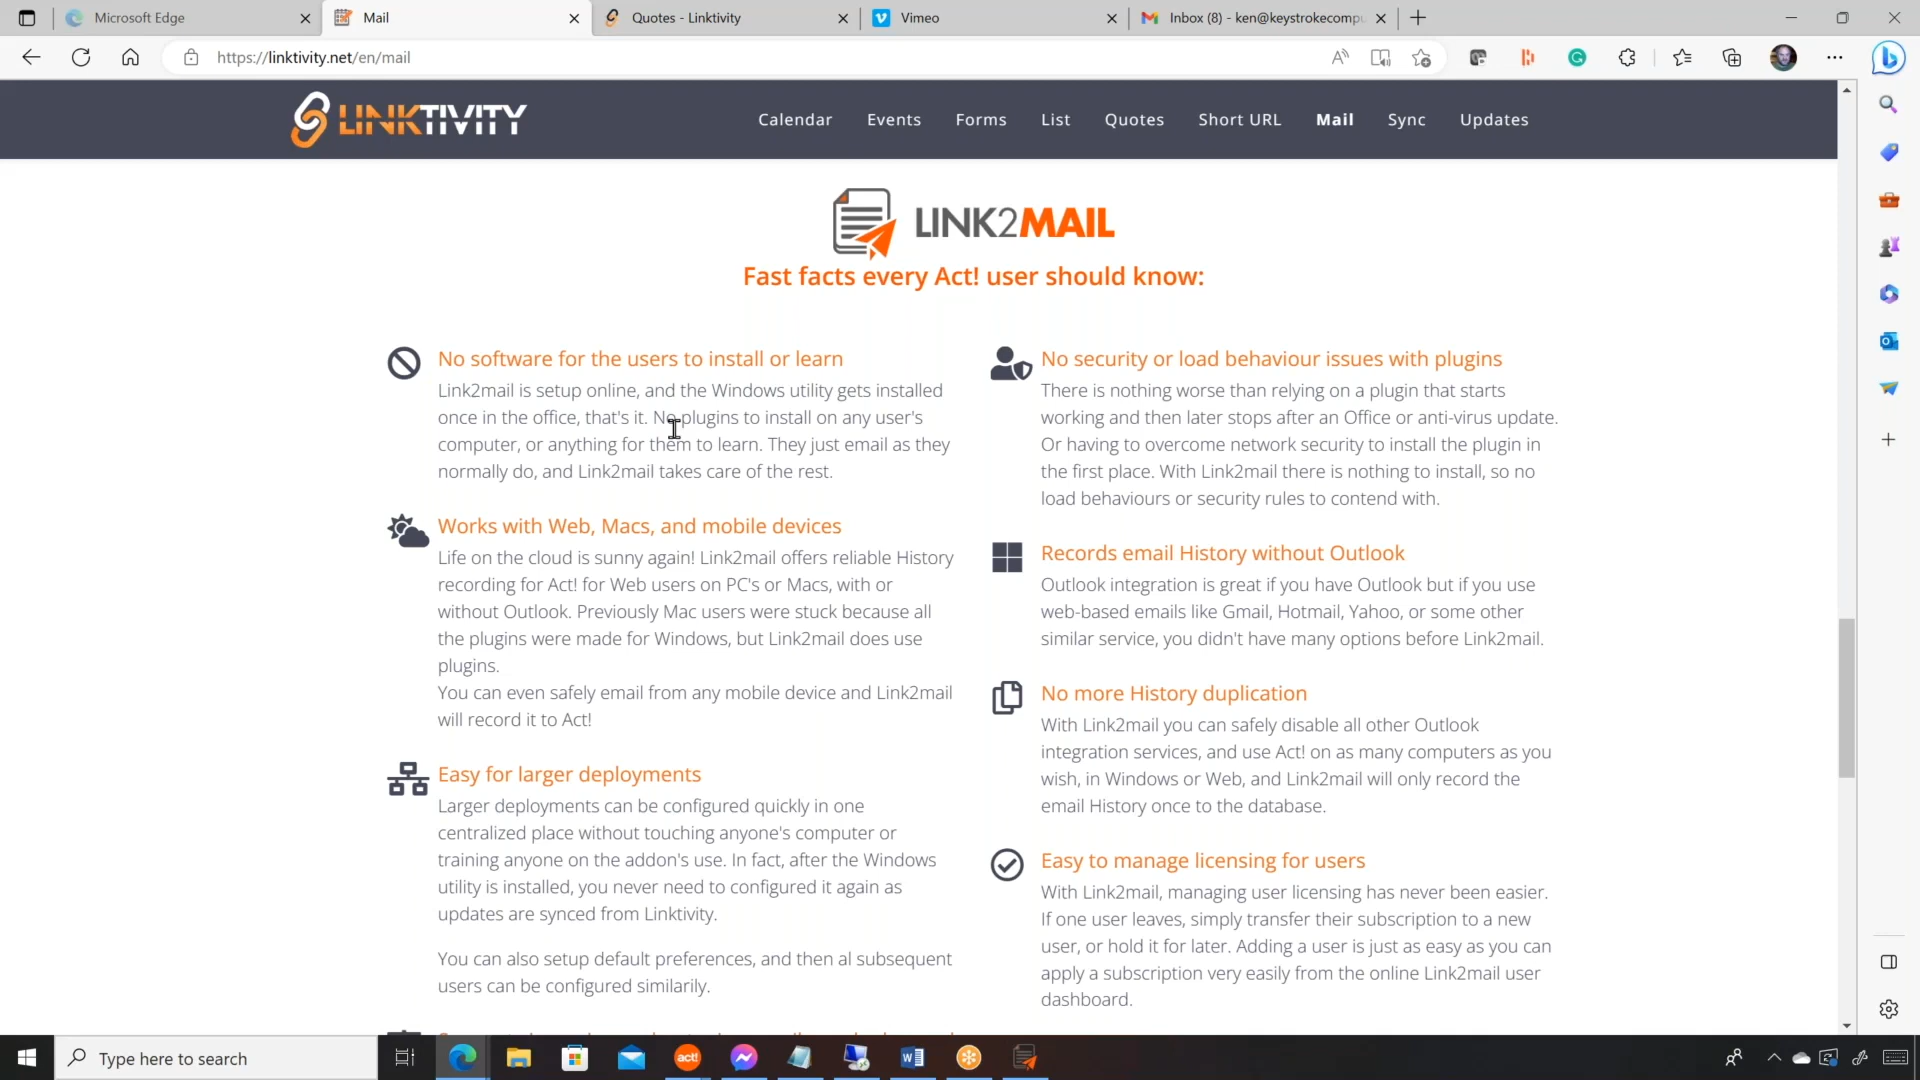 Microsoft Edge
Mail
Quotes - Linktivity
Vimeo
Inbox (8) - ken@keystrokecompu
https://linktivity.net/en/mail
LINKTIVITY
Calendar
Events
Forms
List
Quotes
Short URL
Mail
Sync
Updates
LINK2MAIL
Fast facts every Act! user should know:
No software for the users to install or learn
Link2mail is setup online, and the Windows utility gets installed
once in the office, that's it. No plugins to install on any user's
computer, or anything for them to learn. They just email as they
normally do, and Link2mail takes care of the rest.
Works with Web, Macs, and mobile devices
Life on the cloud is sunny again! Link2mail offers reliable History
recording for Act! for Web users on PC's or Macs, with or
without Outlook. Previously Mac users were stuck because all
the plugins were made for Windows, but Link2mail does use
plugins.
You can even safely email from any mobile device and Link2mail
will record it to Act!
Easy for larger deployments
Larger deployments can be configured quickly in one
centralized place without touching anyone's computer or
training anyone on the addon's use. In fact, after the Windows
utility is installed, you never need to configured it again as
updates are synced from Linktivity.
You can also setup default preferences, and then al subsequent
users can be configured similarily.
No security or load behaviour issues with plugins
There is nothing worse than relying on a plugin that starts
working and then later stops after an Office or anti-virus update.
Or having to overcome network security to install the plugin in
the first place. With Link2mail there is nothing to install, so no
load behaviours or security rules to contend with.
Records email History without Outlook
Outlook integration is great if you have Outlook but if you use
web-based emails like Gmail, Hotmail, Yahoo, or some other
similar service, you didn't have many options before Link2mail.
No more History duplication
With Link2mail you can safely disable all other Outlook
integration services, and use Act! on as many computers as you
wish, in Windows or Web, and Link2mail will only record the
email History once to the database.
Easy to manage licensing for users
With Link2mail, managing user licensing has never been easier.
If one user leaves, simply transfer their subscription to a new
user, or hold it for later. Adding a user is just as easy as you can
apply a subscription very easily from the online Link2mail user
dashboard.
Type here to search
act!